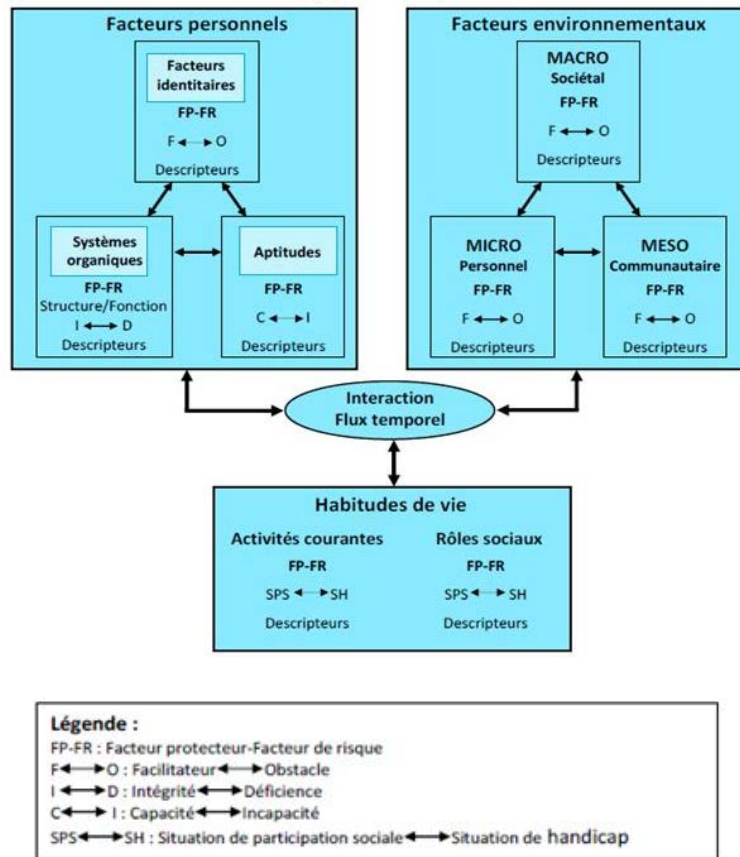 Facteurs personnels
Facteurs
identitaires
FP-FR
F ↔ O
Descripteurs
Systèmes
organiques
FP-FR
Structure/Fonction
I ↔ D
Descripteurs
Aptitudes
FP-FR
C ↔ I
Descripteurs
Facteurs environnementaux
MACRO
Sociétal
FP-FR
F ↔ O
Descripteurs
MICRO
Personnel
FP-FR
F ↔ O
Descripteurs
MESO
Communautaire
FP-FR
F ↔ O
Descripteurs
Interaction
Flux temporel
Habitudes de vie
Activités courantes
FP-FR
SPS ↔ SH
Descripteurs
Rôles sociaux
FP-FR
SPS ↔ SH
Descripteurs
Légende :
FP-FR : Facteur protecteur-Facteur de risque
F ↔ O : Facilitateur ↔ Obstacle
I ↔ D : Intégrité ↔ Déficience
C ↔ I : Capacité ↔ Incapacité
SPS ↔ SH : Situation de participation sociale ↔ Situation de handicap